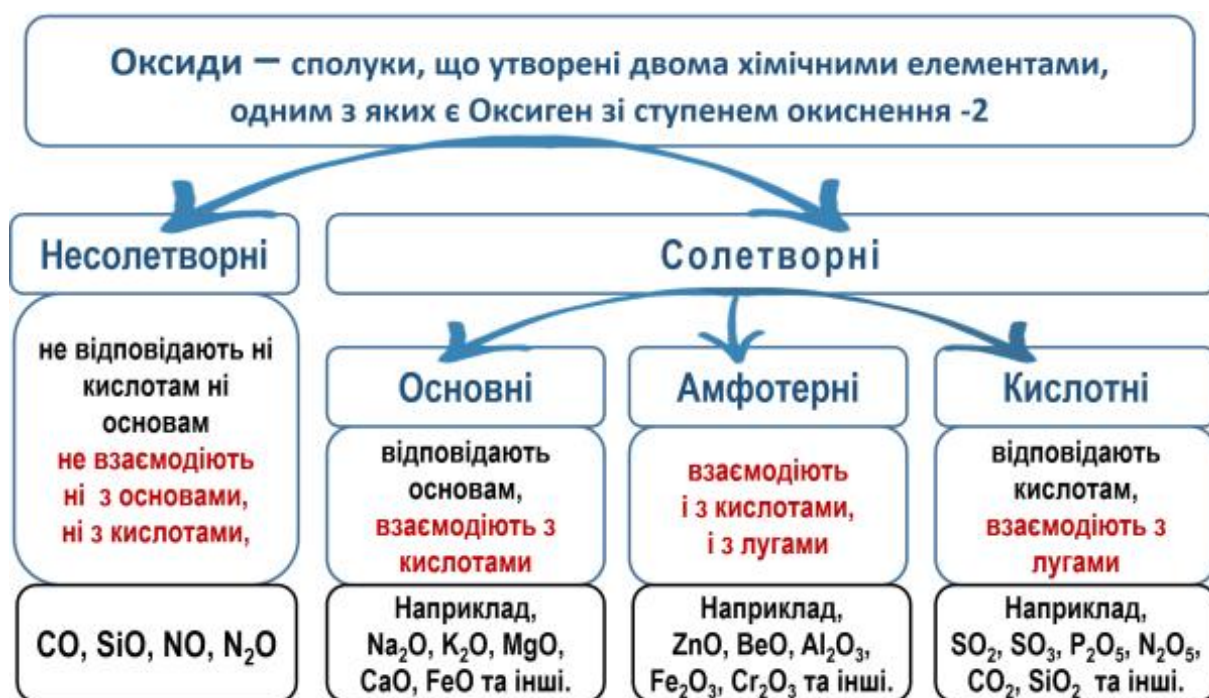 Оксиди – сполуки, що утворені двома хімічними елементами,
одним з яких є Оксиген зі ступенем окиснення -2
Несолетворні
не відповідають ні
кислотам ні
основам
не взаємодіють
ні з основами,
ні з кислотами,
CO, SiO, NO, N₂O
Солетворні
Основні
відповідають
основам,
взаємодіють з
кислотами
Наприклад,
Na₂O, K₂O, MgO,
CaO, FeO та інші.
Амфотерні
взаємодіють
і з кислотами,
і з лугами
Наприклад,
ZnO, BeO, Al₂O₃,
Fe₂O₃, Cr₂O₃ та інші.
Кислотні
відповідають
кислотам,
взаємодіють з
лугами
Наприклад,
SO₂, SO₃, P₂O₅, N₂O₅,
CO₂, SiO₂ та інші.